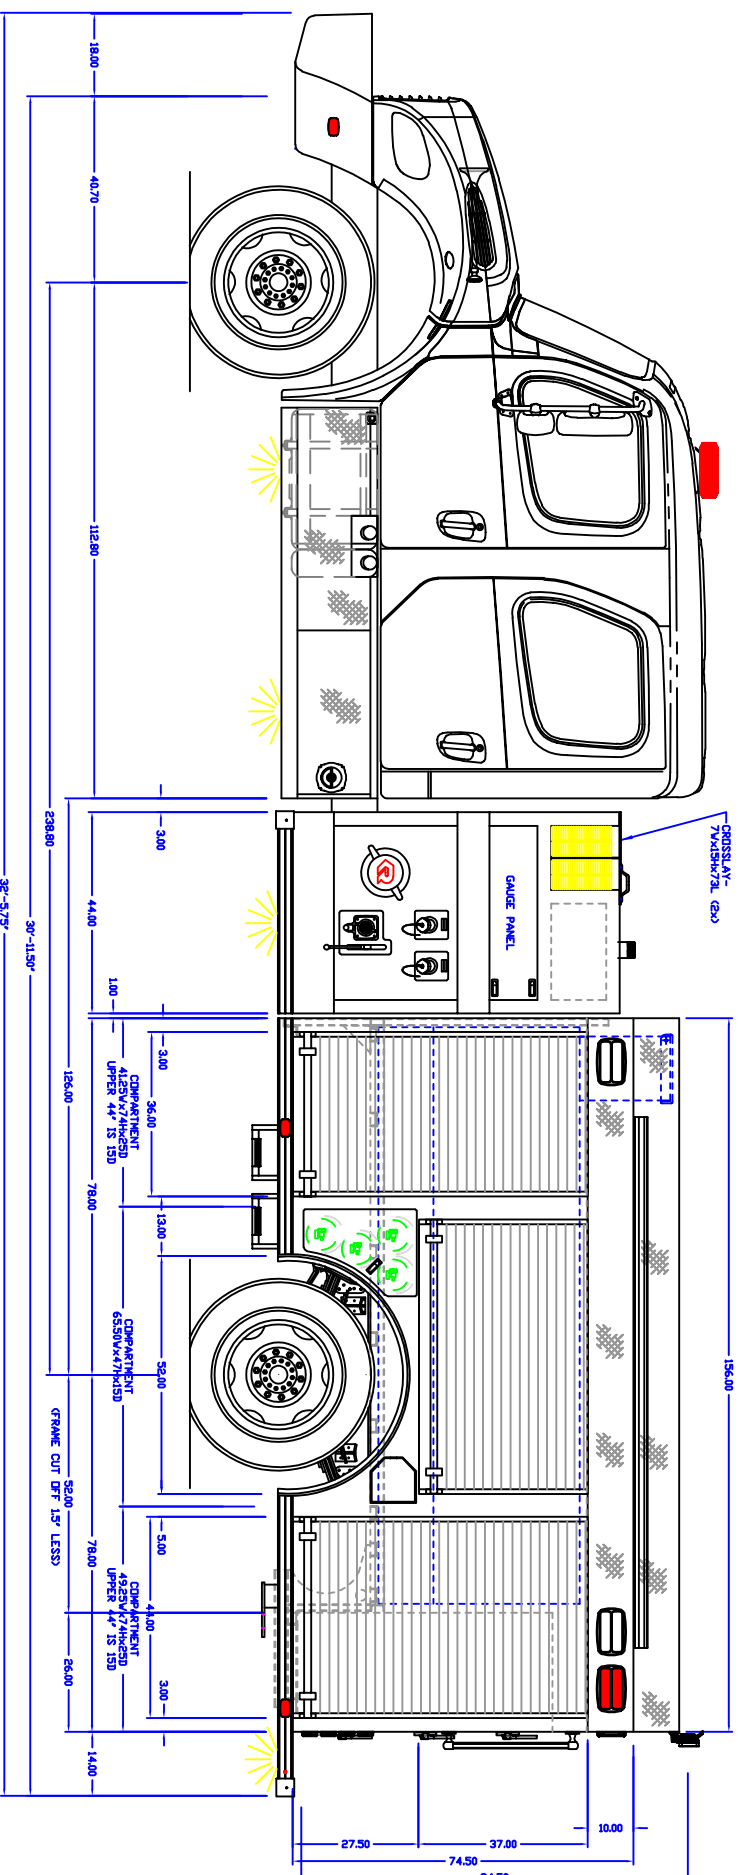 CROSSLAY-
7Wx15Hx73L (2x)
156.00
GAUGE PANEL
10.00
37.00
27.50
74.50
3.00
3.00
36.00
13.00
52.00
5.00
44.00
3.00
1.00
COMPARTMENT
41.25Wx74Hx25D
UPPER 44" IS 15D
COMPARTMENT
65.50Wx47Hx15D
COMPARTMENT
49.25Wx74Hx25D
UPPER 44" IS 15D
18.00
40.70
112.80
44.00
78.00
78.00
14.00
126.00
52.00
26.00
(FRAME CUT OFF 1.5" LESS)
238.80
30'-11.50"
32'-5.75"